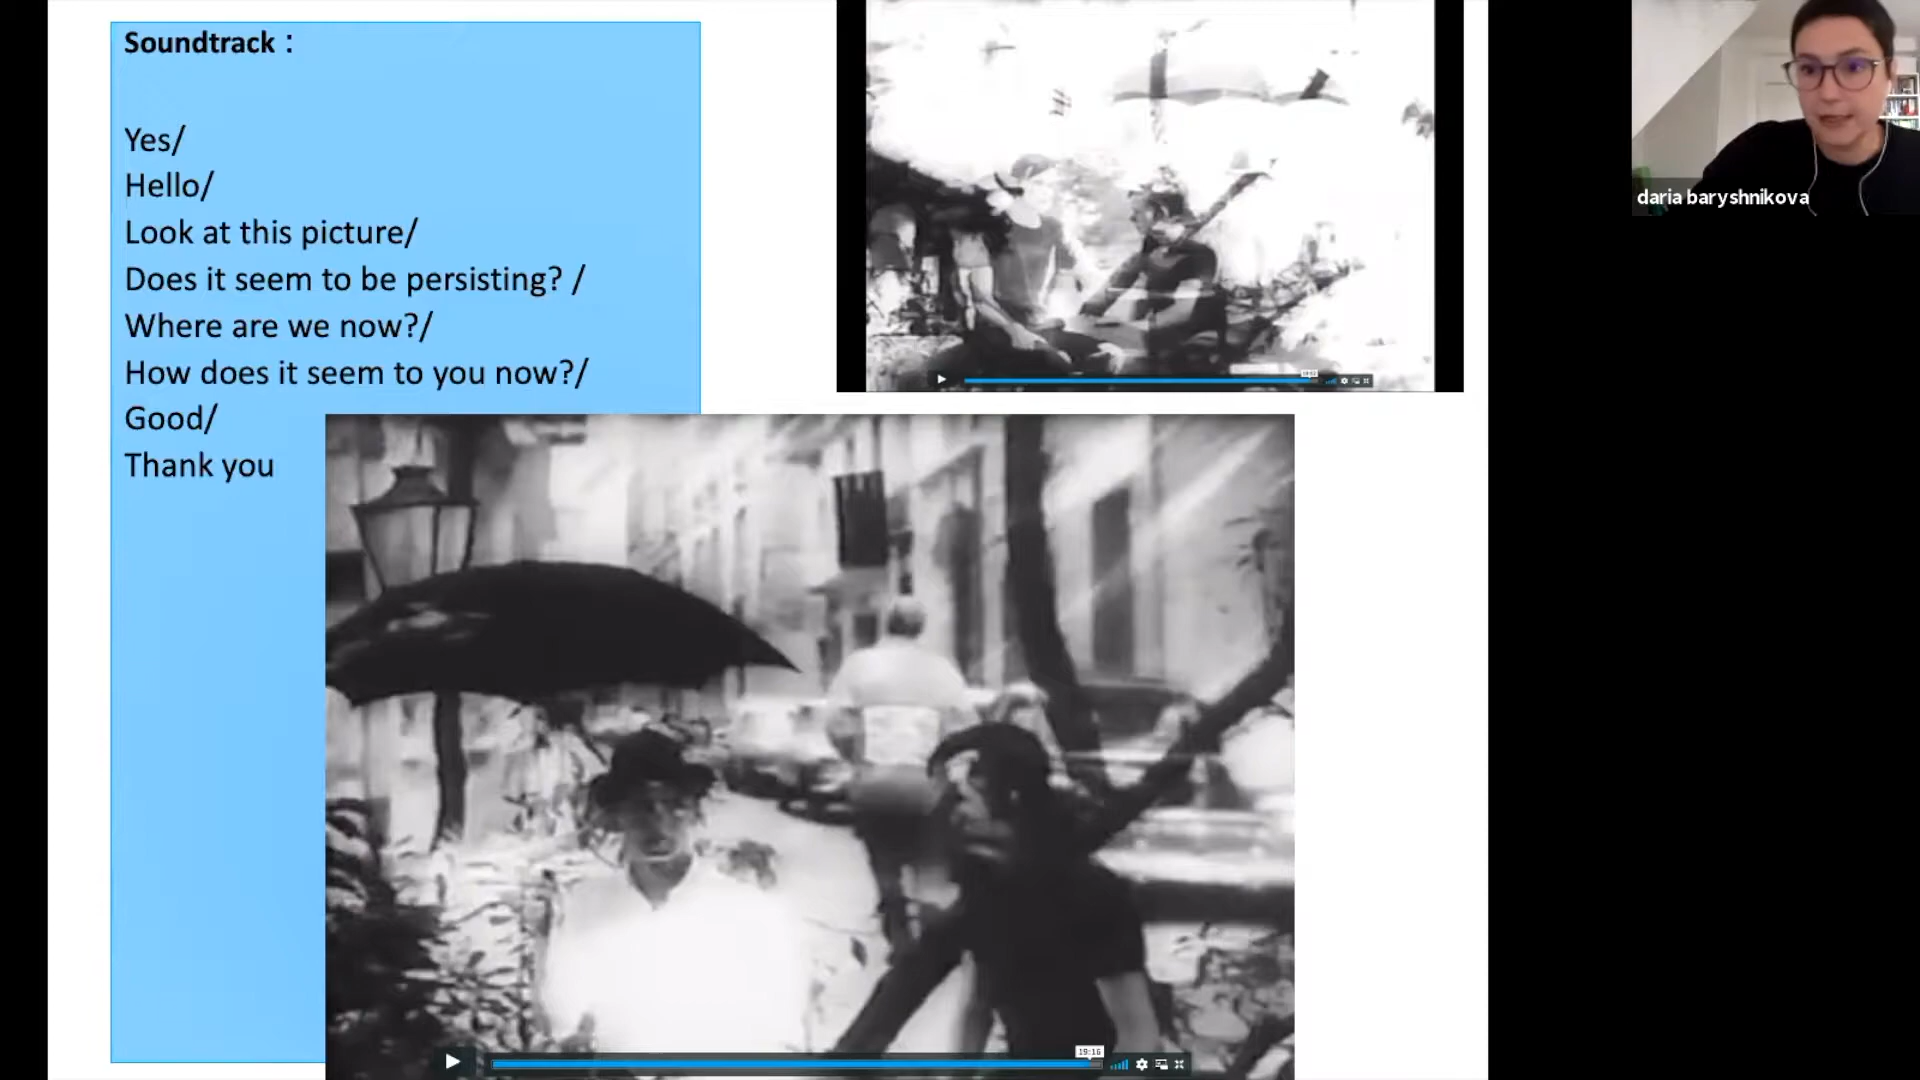 Soundtrack :
Yes/
Hello/
Look at this picture/
Does it seem to be persisting? /
Where are we now?/
How does it seem to you now?/
Good/
Thank you
daria baryshnikova
19:16